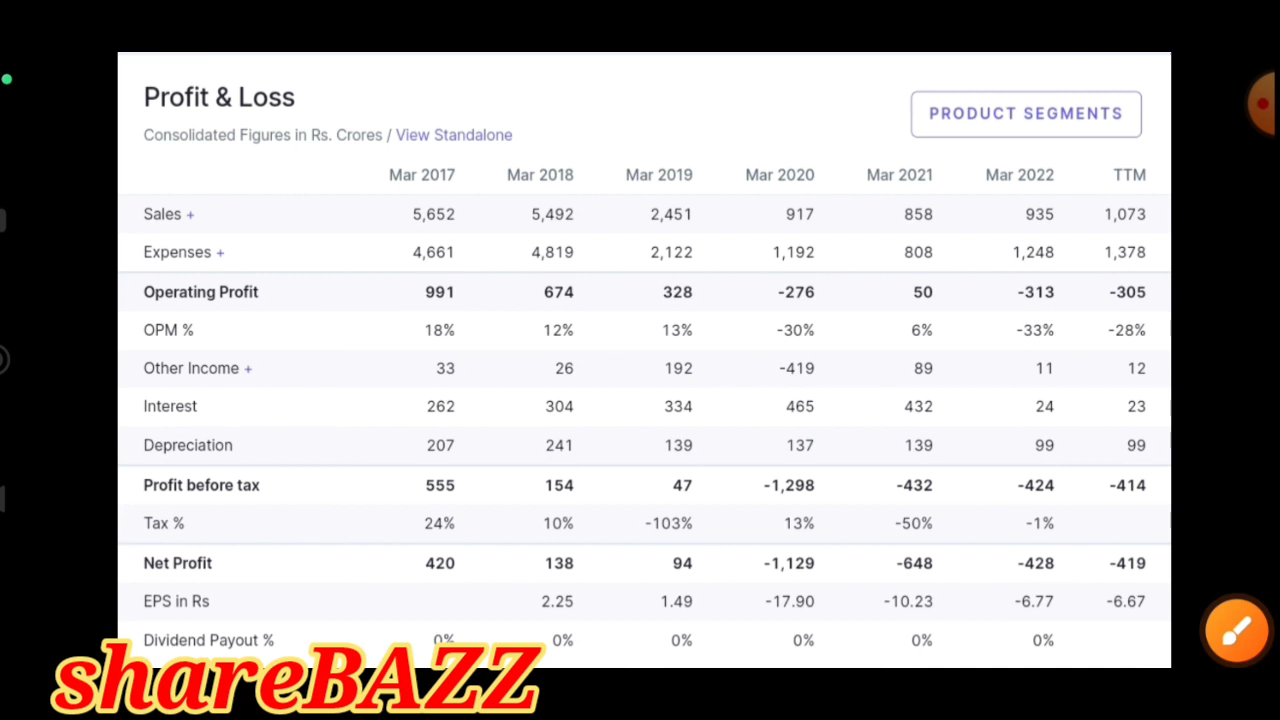 Profit & Loss
PRODUCT SEGMENTS
Consolidated Figures in Rs. Crores / View Standalone
Mar 2017 Mar 2018 Mar 2019 Mar 2020 Mar 2021 Mar 2022 TTM
Sales + 5,652 5,492 2,451 917 858 935 1,073
Expenses + 4,661 4,819 2,122 1,192 808 1,248 1,378
Operating Profit 991 674 328 -276 50 -313 -305
OPM % 18% 12% 13% -30% 6% -33% -28%
Other Income + 33 26 192 -419 89 11 12
Interest 262 304 334 465 432 24 23
Depreciation 207 241 139 137 139 99 99
Profit before tax 555 154 47 -1,298 -432 -424 -414
Tax % 24% 10% -103% 13% -50% -1%
Net Profit 420 138 94 -1,129 -648 -428 -419
EPS in Rs 2.25 1.49 -17.90 -10.23 -6.77 -6.67
Dividend Payout % 0% 0% 0% 0% 0% 0%
shareBAZZ